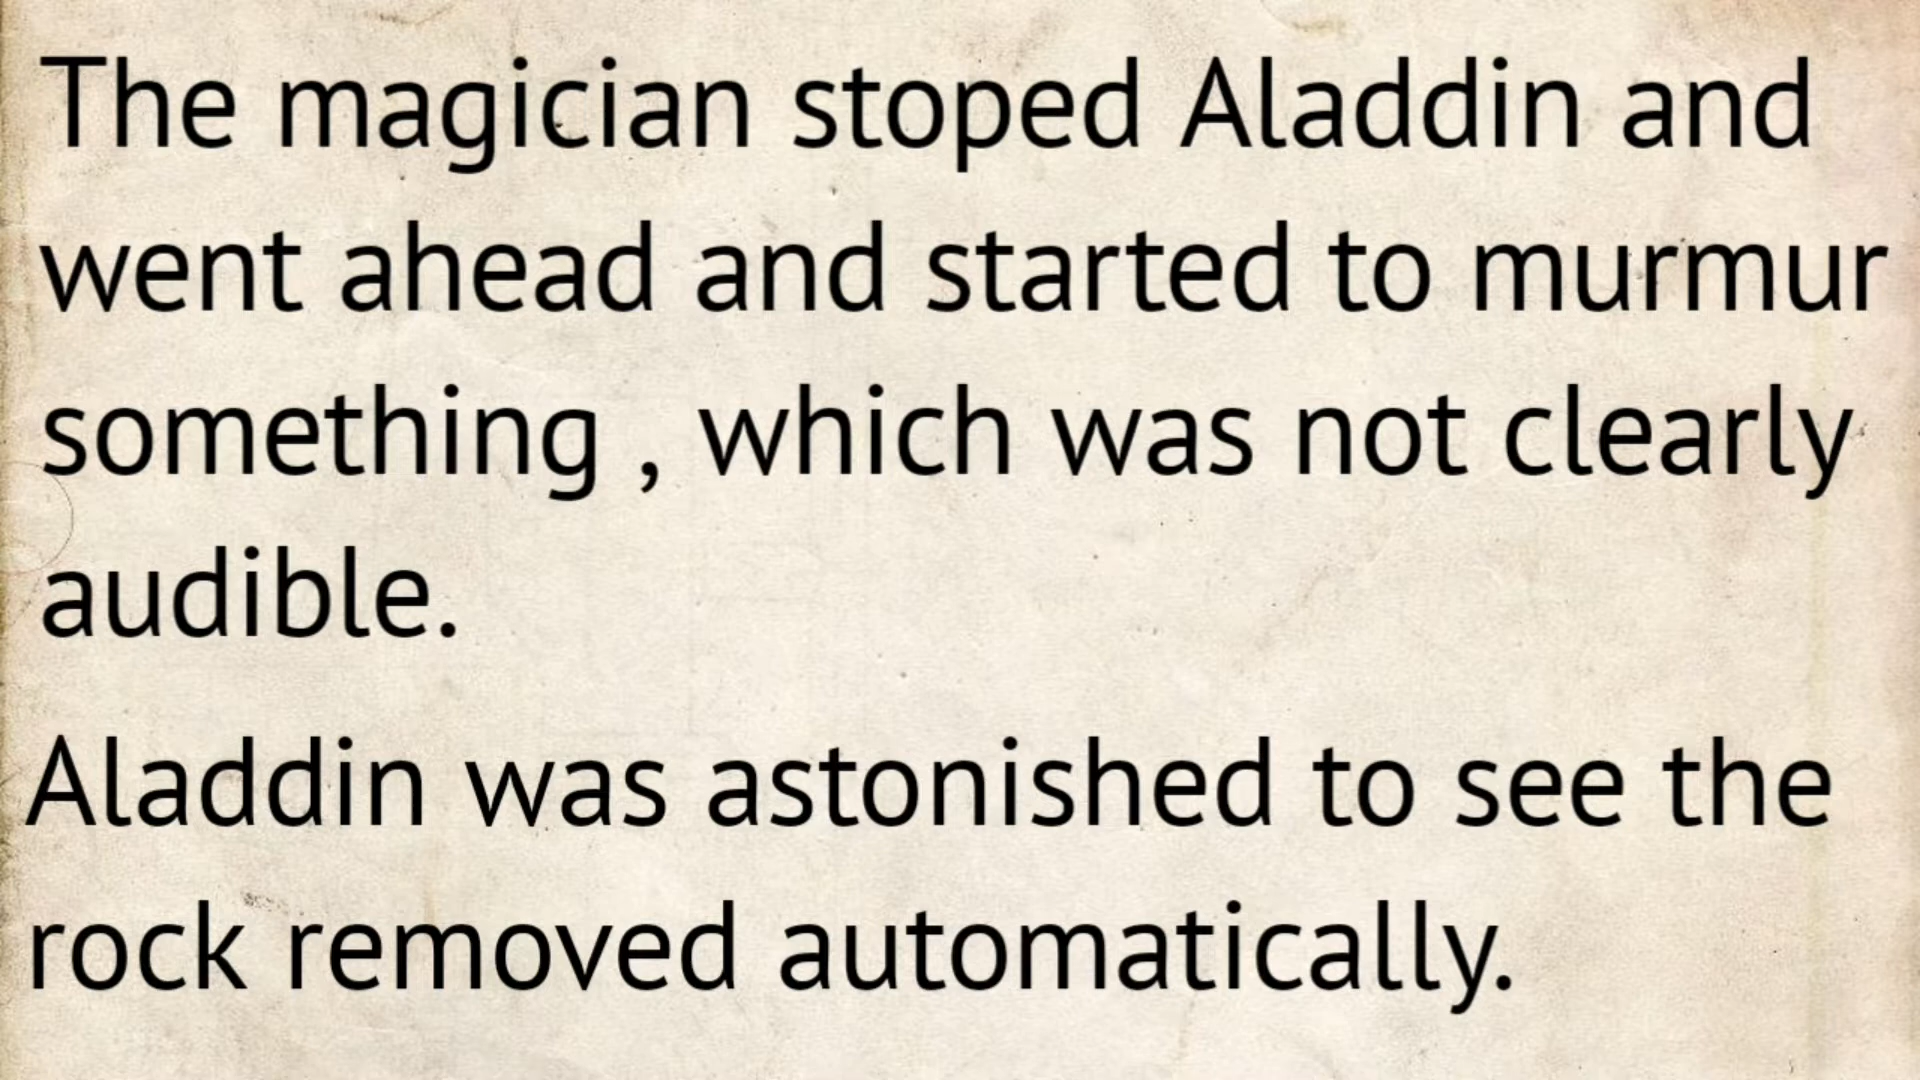 The magician stoped Aladdin and
went ahead and started to murmur
something , which was not clearly
audible.
Aladdin was astonished to see the
rock removed automatically.